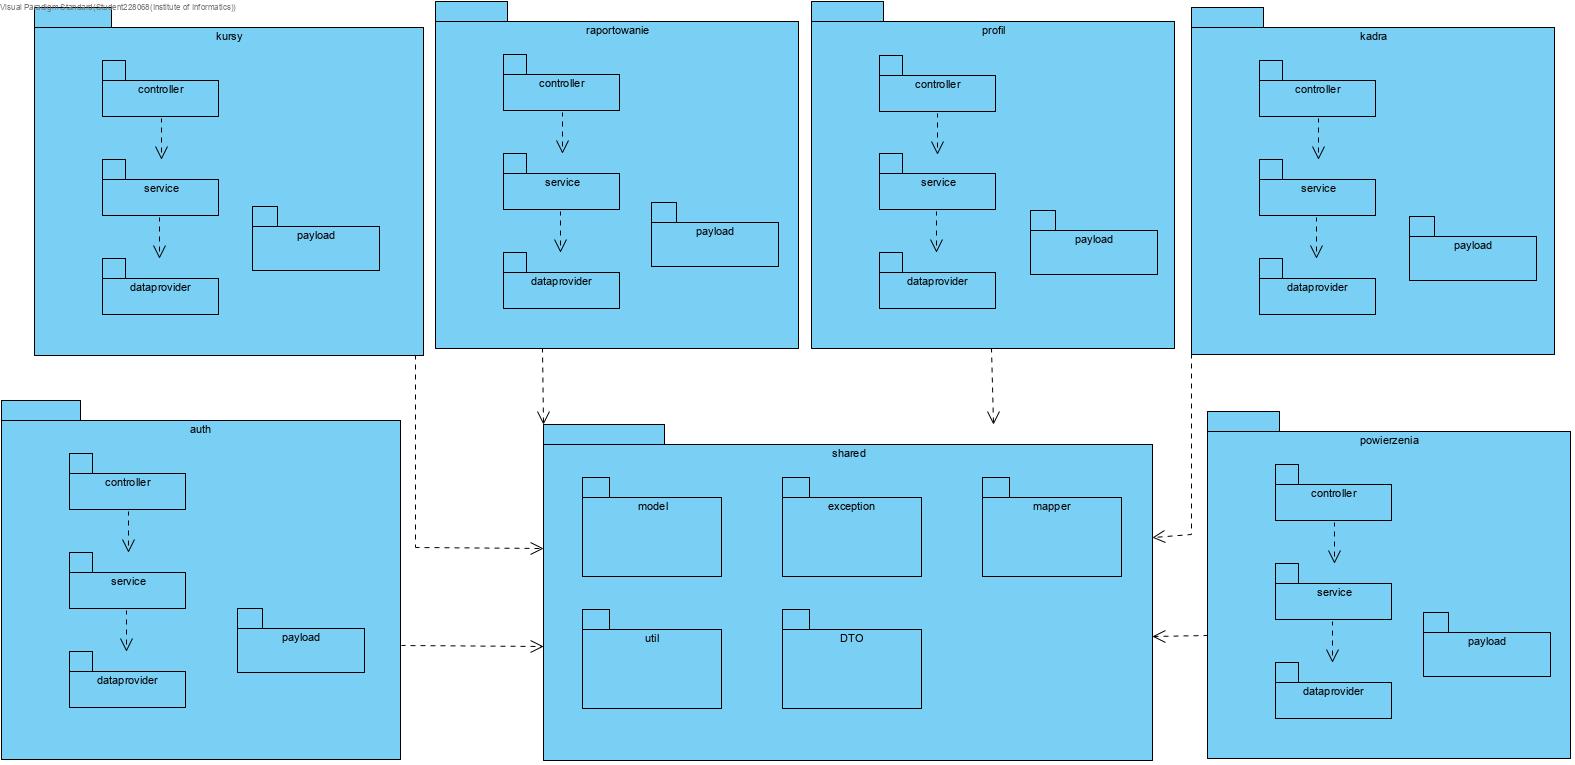 Visual Paradigm Standard(Student228068(Institute of Informatics))
kursy
controller
service
payload
dataprovider
raportowanie
controller
service
payload
dataprovider
profil
controller
service
payload
dataprovider
kadra
controller
service
payload
dataprovider
auth
controller
service
payload
dataprovider
shared
model
exception
mapper
util
DTO
powierzenia
controller
service
payload
dataprovider